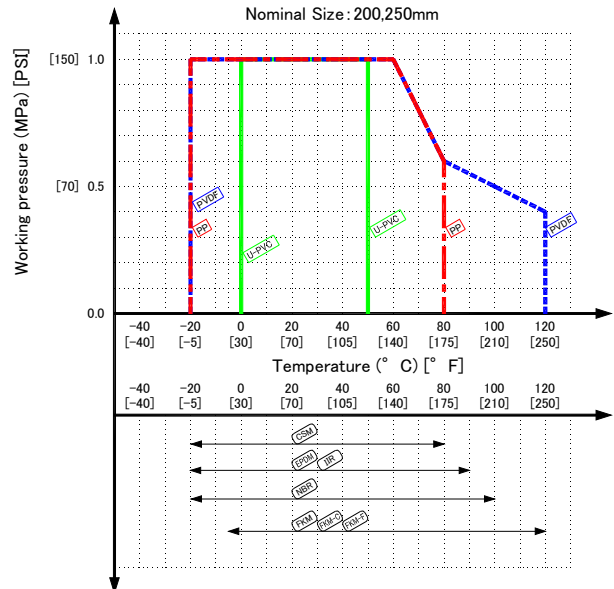 Nominal Size: 200,250mm
Working pressure (MPa) [PSI]
[150] 1.0
[70] 0.5
0.0
PVDF
PP
U-PVC
U-PVC
PP
PVDF
-40 -20 0 20 40 60 80 100 120
[-40] [-5] [30] [70] [105] [140] [175] [210] [250]
Temperature (° C) [° F]
-40 -20 0 20 40 60 80 100 120
[-40] [-5] [30] [70] [105] [140] [175] [210] [250]
CSM
EPDM IIR
NBR
FKM FKM-C FKM-F